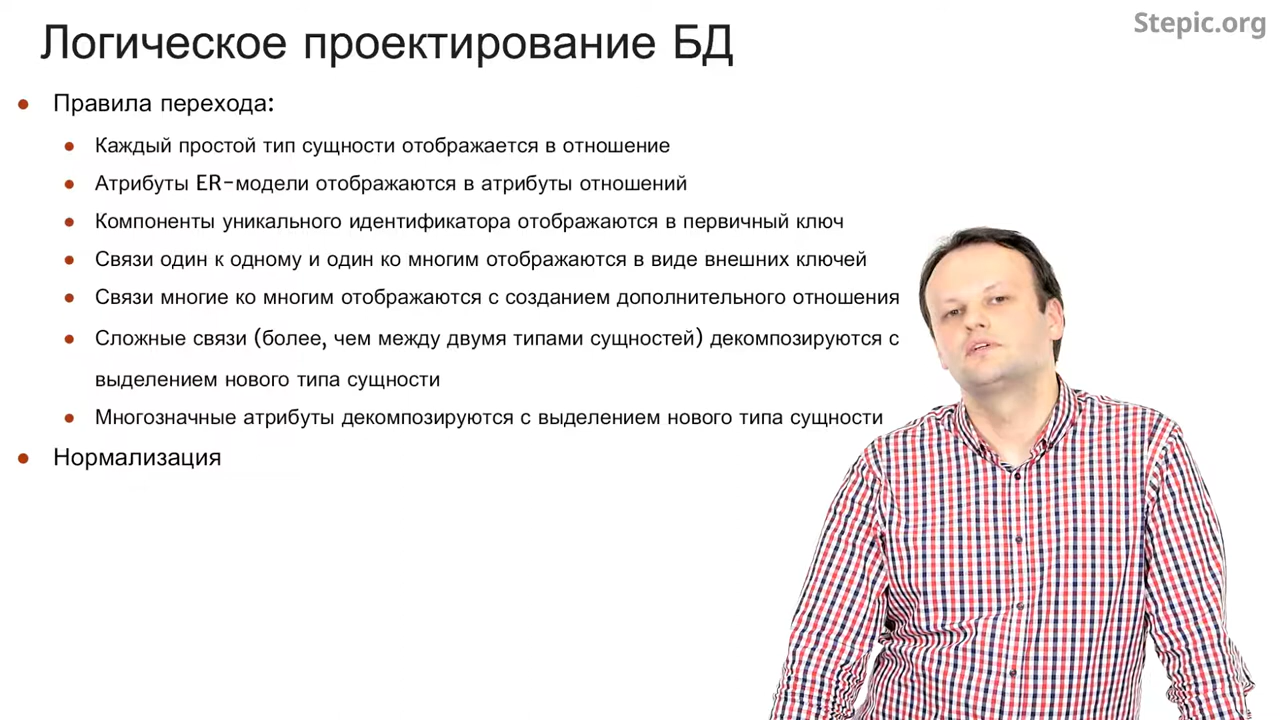 Stepic.org
Логическое проектирование БД
Правила перехода:
Каждый простой тип сущности отображается в отношение
Атрибуты ER-модели отображаются в атрибуты отношений
Компоненты уникального идентификатора отображаются в первичный ключ
Связи один к одному и один ко многим отображаются в виде внешних ключей
Связи многие ко многим отображаются с созданием дополнительного отношения
Сложные связи (более, чем между двумя типами сущностей) декомпозируются с
выделением нового типа сущности
Многозначные атрибуты декомпозируются с выделением нового типа сущности
Нормализация